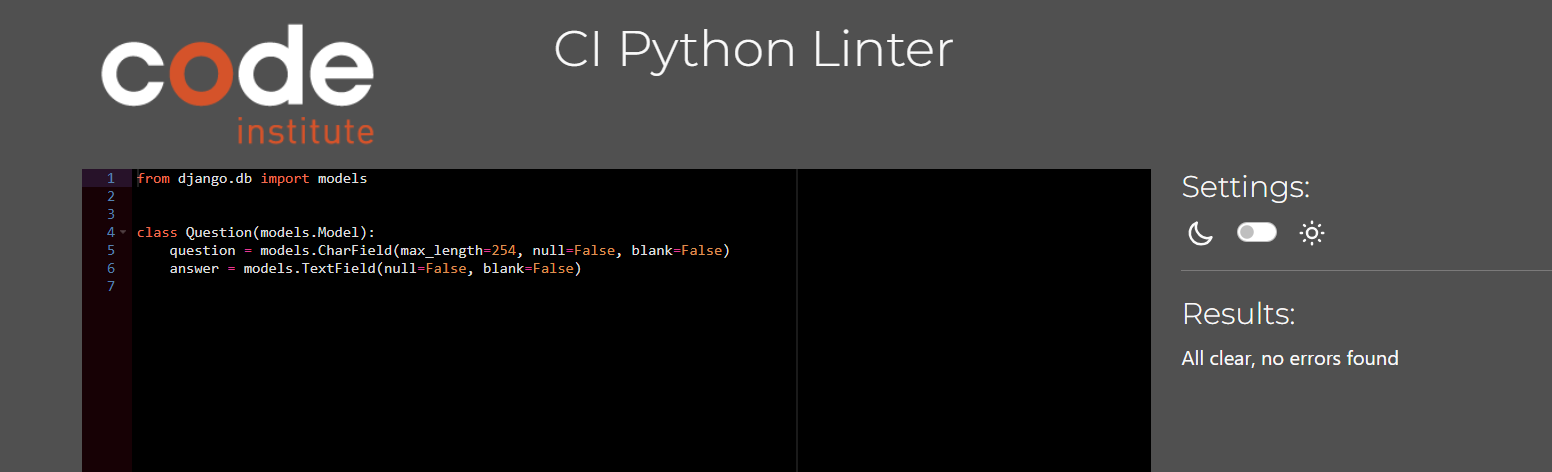 code
institute
CI Python Linter
1 from django.db import models
2
3
4 class Question(models.Model):
5     question = models.CharField(max_length=254, null=False, blank=False)
6     answer = models.TextField(null=False, blank=False)
7
Settings:
Results:
All clear, no errors found